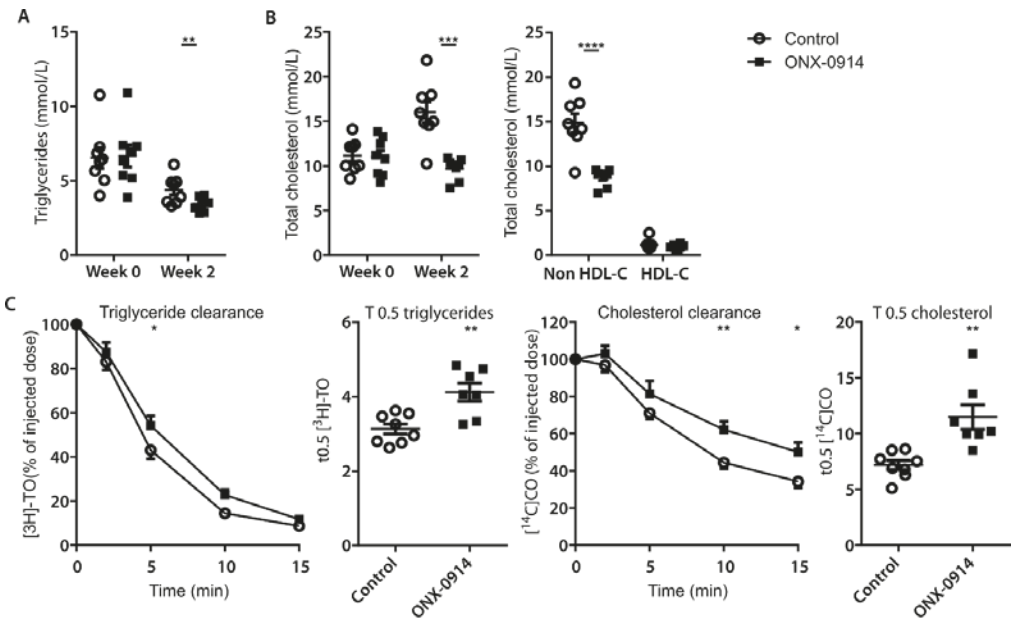 A
Triglycerides (mmol/L)
15
10
5
0
**
Week 0
Week 2
B
Total cholesterol (mmol/L)
25
20
15
10
5
0
***
Week 0
Week 2
Total cholesterol (mmol/L)
25
20
15
10
5
0
****
Non HDL-C
HDL-C
Control
ONX-0914
C
Triglyceride clearance
[3H]-TO(% of injected dose)
100
80
60
40
20
0
*
0
5
10
15
Time (min)
T 0.5 triglycerides
t0.5 [³H]-TO
6
4
2
0
**
Control
ONX-0914
Cholesterol clearance
[¹⁴C]CO (% of injected dose)
120
100
80
60
40
20
0
**
*
0
5
10
15
Time (min)
T 0.5 cholesterol
t0.5 [¹⁴C]CO
20
15
10
5
0
**
Control
ONX-0914